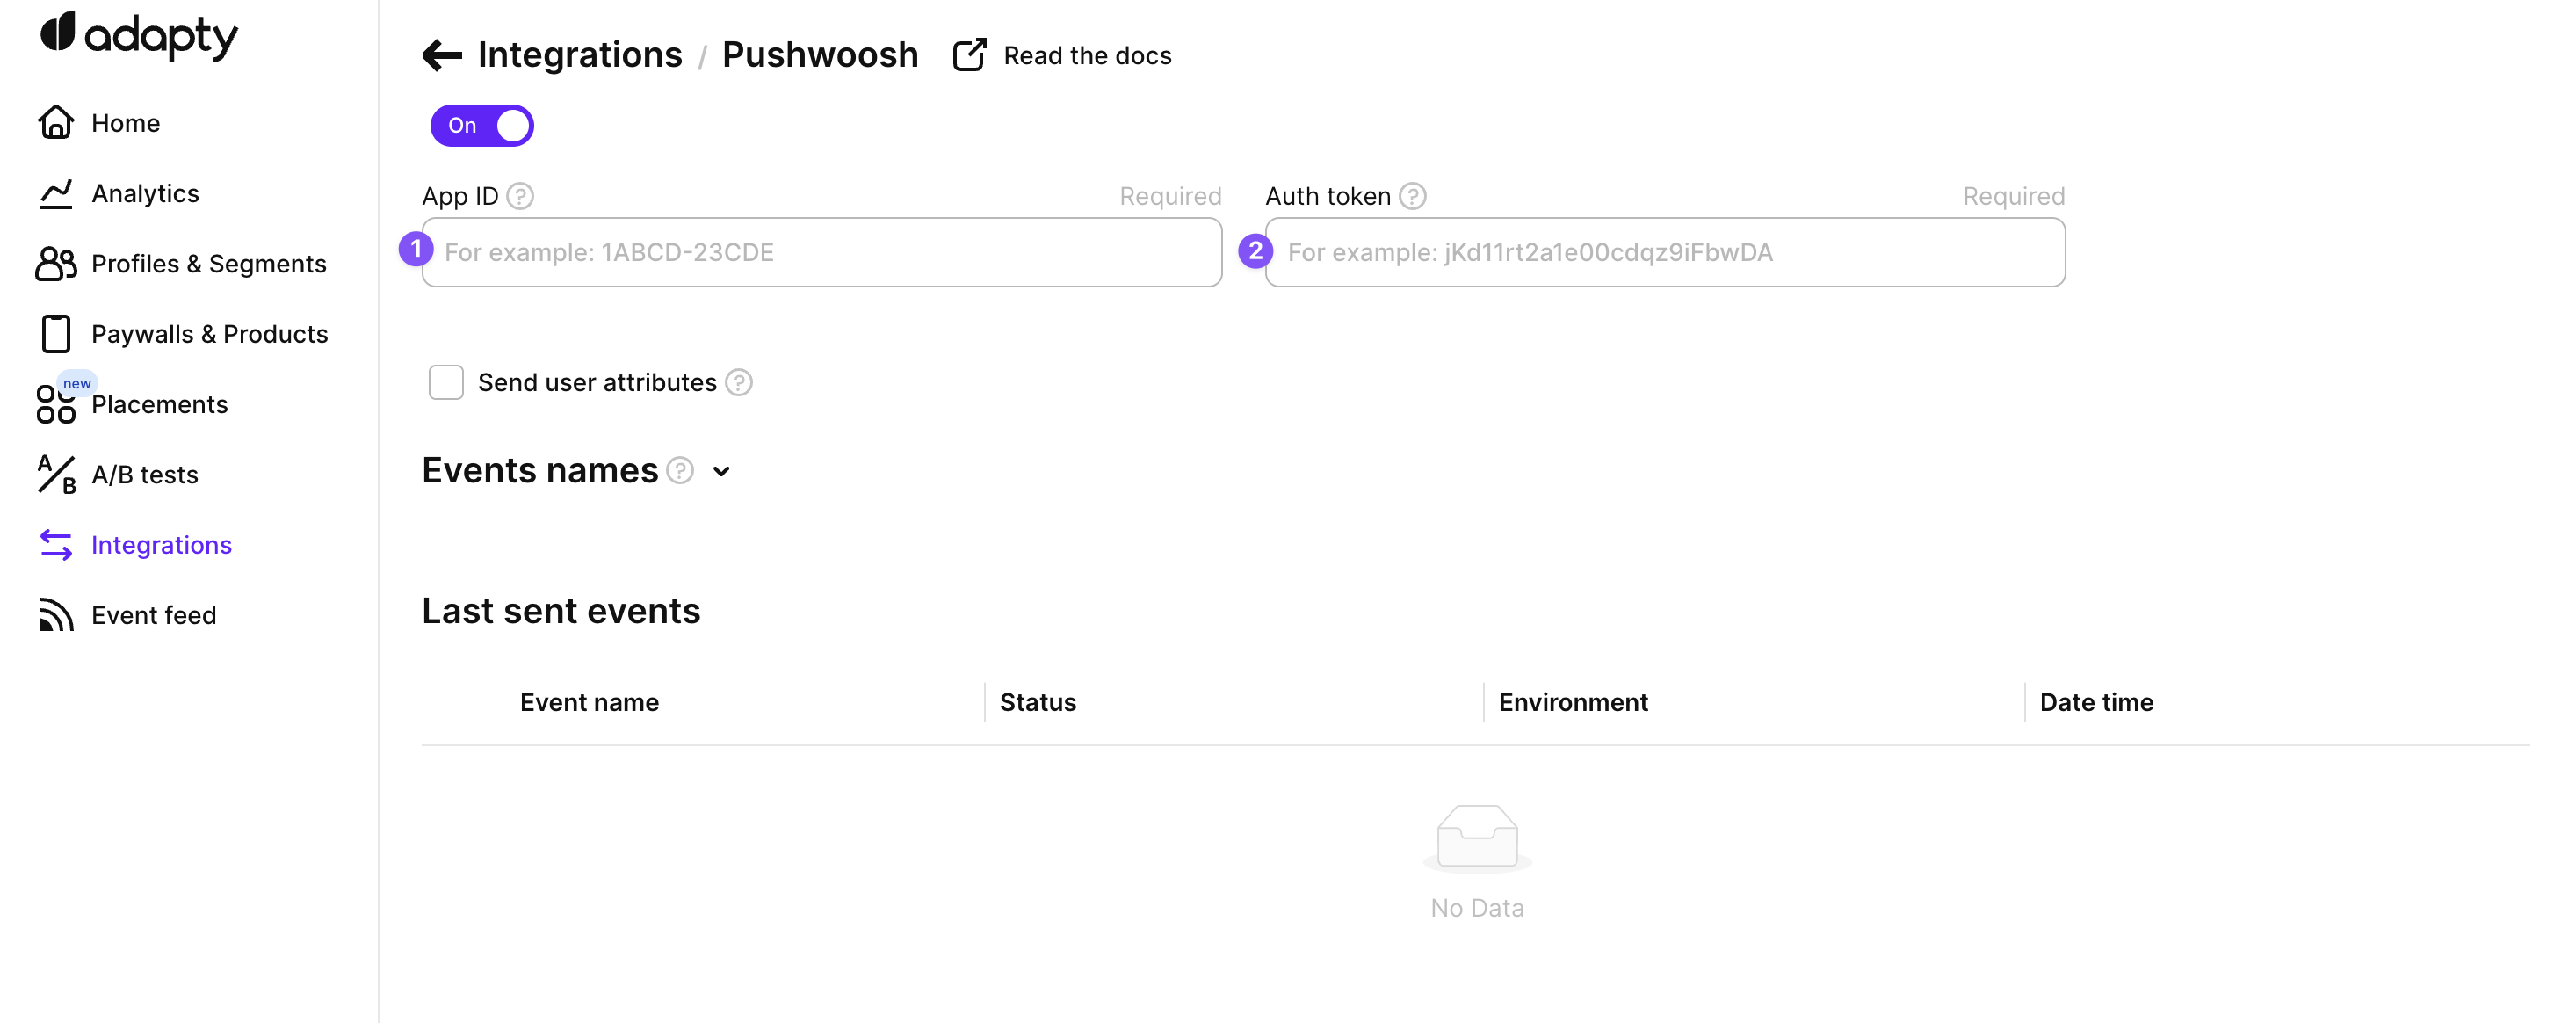 adapty
Home
Analytics
Profiles & Segments
Paywalls & Products
new
Placements
A/B tests
A
B
Integrations
Event feed
Integrations / Pushwoosh Read the docs
On
App ID ? Required
1 For example: 1ABCD-23CDE
Auth token ? Required
2 For example: jKd11rt2a1e00cdqz9iFbwDA
Send user attributes ?
Events names ?
Last sent events
Event name Status Environment Date time
No Data